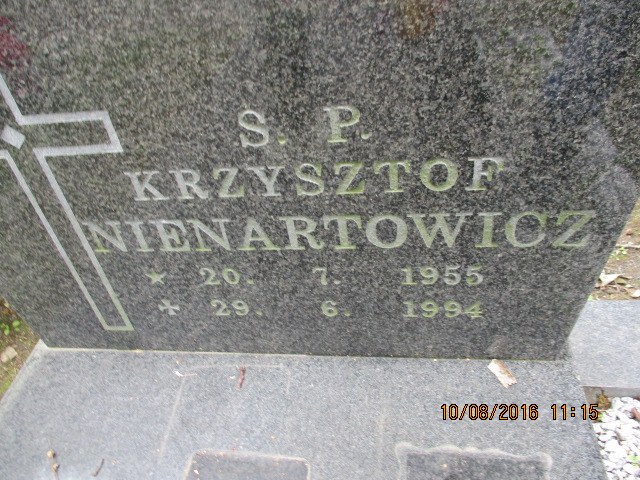 S. P.
KRZYSZTOF
NIENARTOWICZ
★ 20. 7. 1955
✢ 29. 6. 1994
10/08/2016 11:15